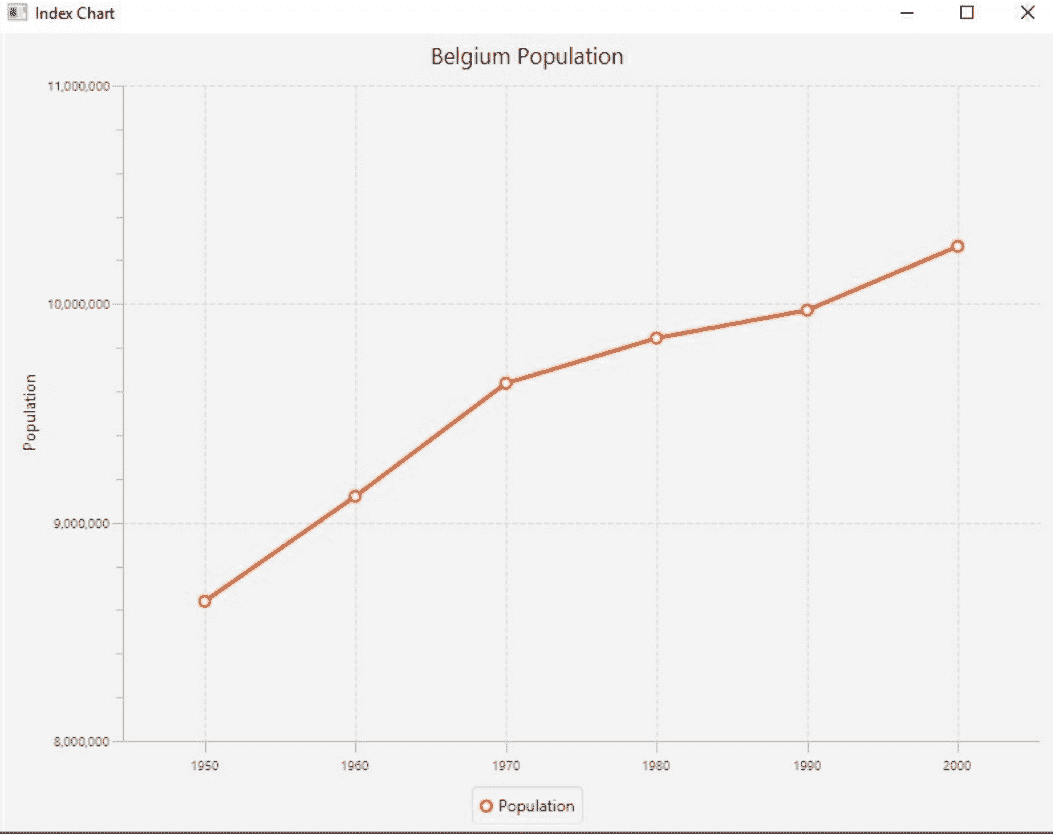 Index Chart
Belgium Population
11,000,000
10,000,000
9,000,000
8,000,000
Population
1950 1960 1970 1980 1990 2000
Population